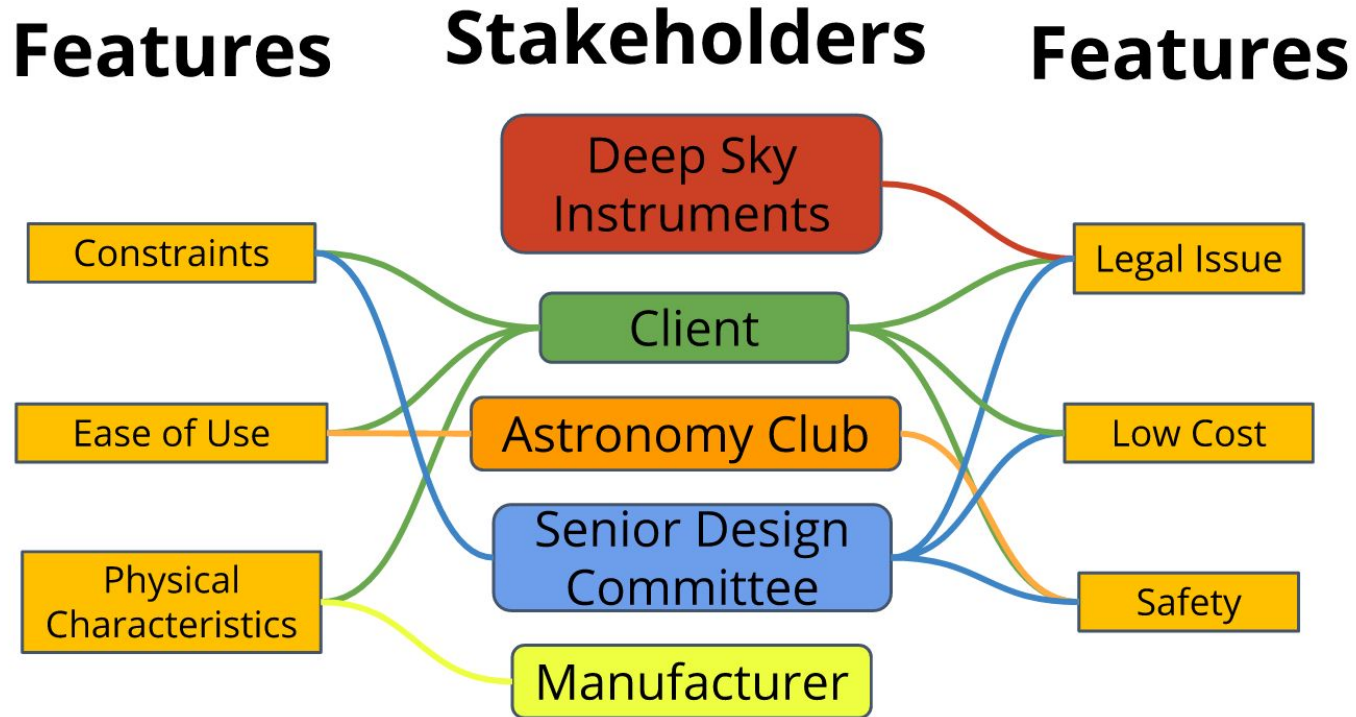 Features
Stakeholders
Features
Deep Sky
Instruments
Constraints
Legal Issue
Client
Ease of Use
Astronomy Club
Low Cost
Senior Design
Committee
Physical
Characteristics
Safety
Manufacturer